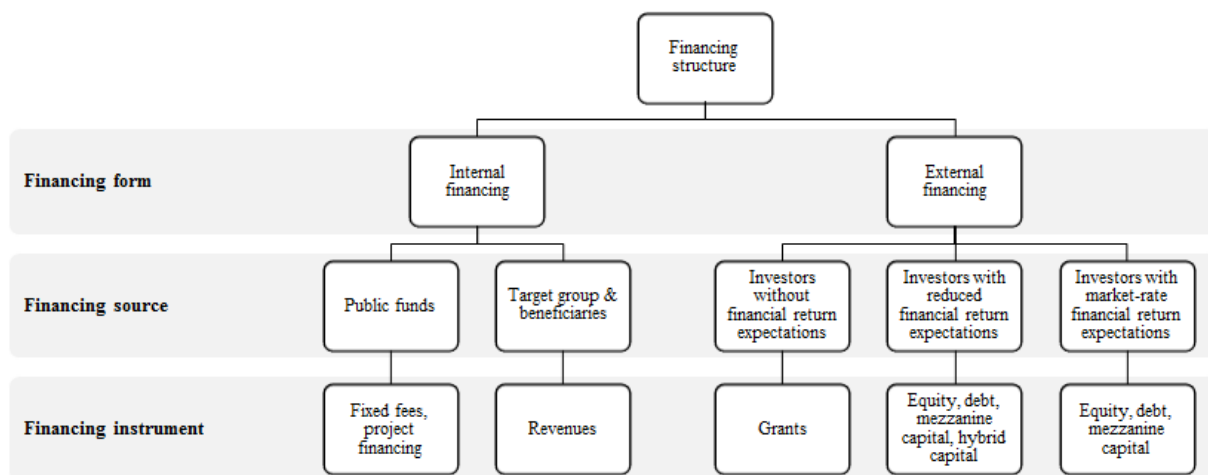 Financing
structure
Financing form
Internal
financing
External
financing
Financing source
Public funds
Target group &
beneficiaries
Investors
without
financial return
expectations
Investors with
reduced
financial return
expectations
Investors with
market-rate
financial return
expectations
Financing instrument
Fixed fees,
project
financing
Revenues
Grants
Equity, debt,
mezzanine
capital, hybrid
capital
Equity, debt,
mezzanine
capital